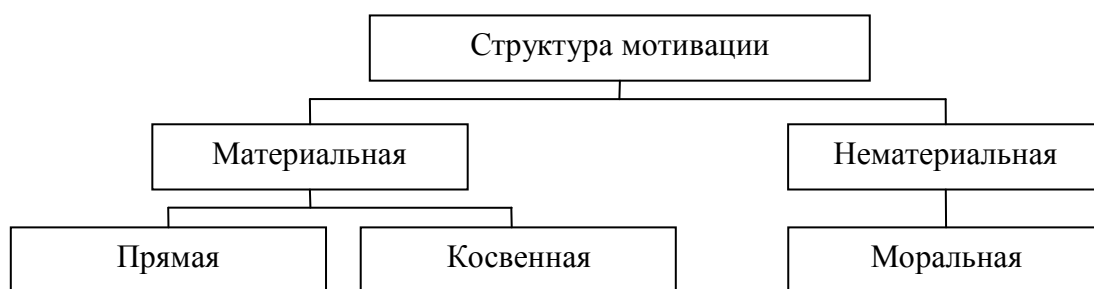 Структура мотивации
Материальная
Нематериальная
Прямая
Косвенная
Моральная